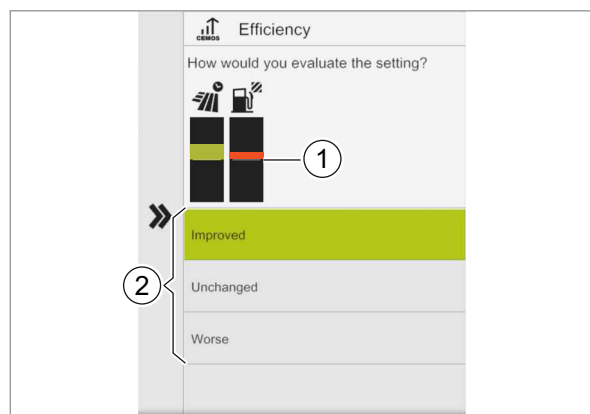 CEMOS
Efficiency
How would you evaluate the setting?
1
Improved
2
Unchanged
Worse